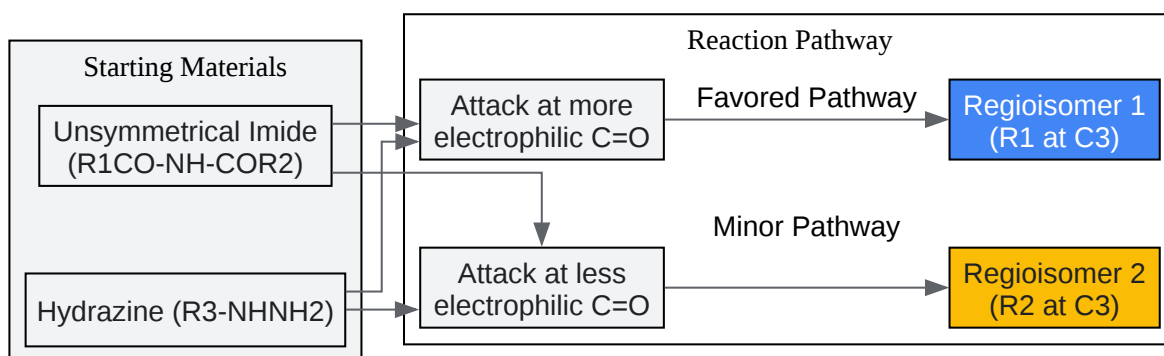 Starting Materials
Unsymmetrical Imide
(R1CO-NH-COR2)
Hydrazine (R3-NHNH2)
Reaction Pathway
Attack at more
electrophilic C=O
Favored Pathway
Regioisomer 1
(R1 at C3)
Attack at less
electrophilic C=O
Minor Pathway
Regioisomer 2
(R2 at C3)